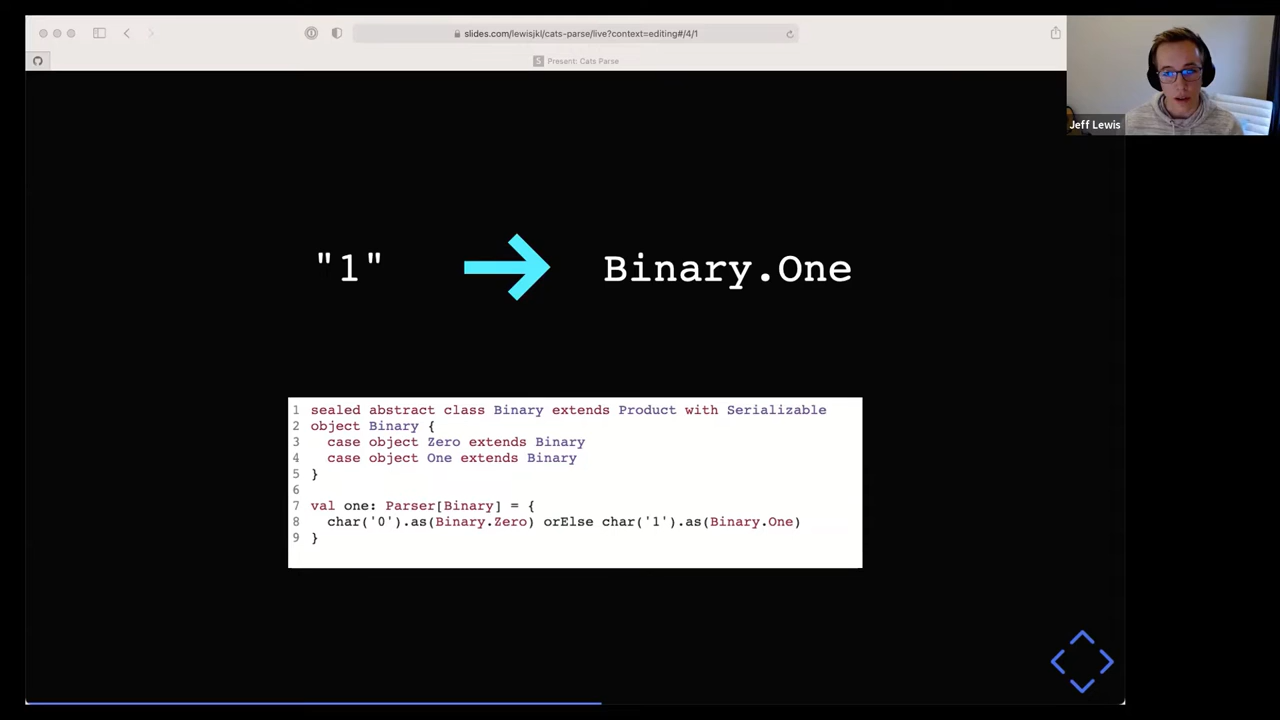 slides.com/lewisjkl/cats-parse/live?context=editing#/4/1
S Present: Cats Parse
Jeff Lewis
"1" Binary.One
1 sealed abstract class Binary extends Product with Serializable
2 object Binary {
3 case object Zero extends Binary
4 case object One extends Binary
5 }
6
7 val one: Parser[Binary] = {
8 char('0').as(Binary.Zero) orElse char('1').as(Binary.One)
9 }